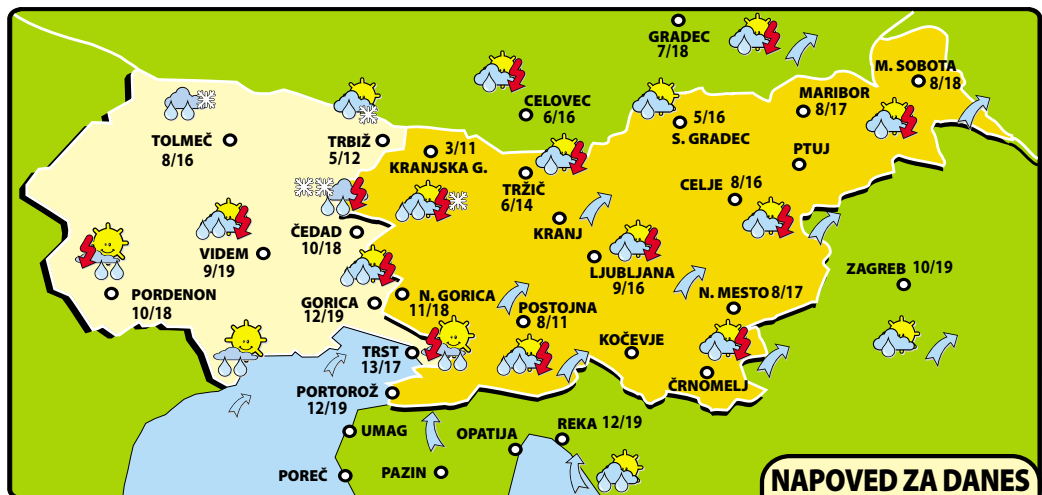 GRADEC
7/18
M. SOBOTA
8/18
MARIBOR
8/17
CELOVEC
6/16
5/16
S. GRADEC
TOLMEČ
8/16
TRBIŽ
5/12
3/11
KRANJSKA G.
PTUJ
TRŽIČ
6/14
CELJE 8/16
KRANJ
ČEDAD
10/18
VIDEM
9/19
LJUBLJANA
9/16
ZAGREB 10/19
PORDENON
10/18
GORICA
12/19
N. GORICA
11/18
POSTOJNA
8/11
N. MESTO 8/17
KOČEVJE
TRST
13/17
ČRNOMELJ
PORTOROŽ
12/19
UMAG
OPATIJA
REKA 12/19
POREČ
PAZIN
NAPOVED ZA DANES